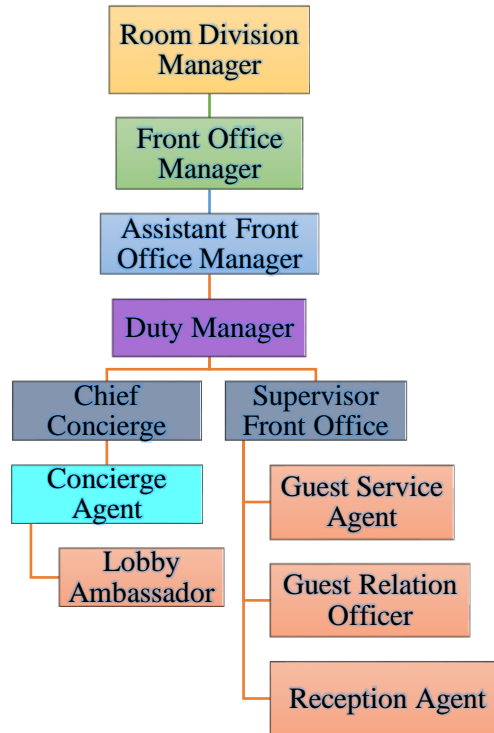 Room Division
Manager
Front Office
Manager
Assistant Front
Office Manager
Duty Manager
Chief
Concierge
Supervisor
Front Office
Concierge
Agent
Guest Service
Agent
Lobby
Ambassador
Guest Relation
Officer
Reception Agent